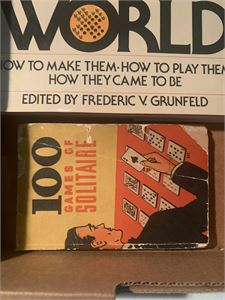 WORLD
HOW TO MAKE THEM·HOW TO PLAY THEM
HOW THEY CAME TO BE
EDITED BY FREDERIC V. GRUNFELD
100
GAMES OF
SOLITAIRE